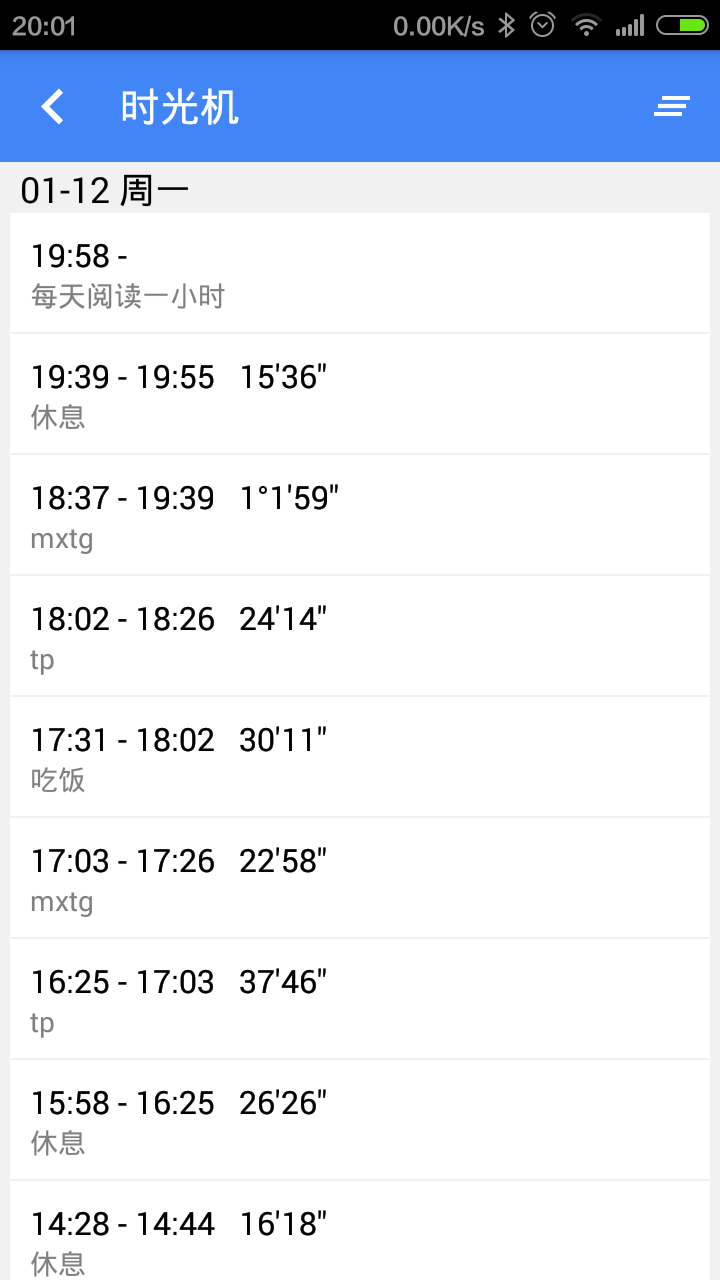 20:01 0.00K/s
时光机
01-12 周一
19:58 -
每天阅读一小时
19:39 - 19:55 15'36"
休息
18:37 - 19:39 1°1'59"
mxtg
18:02 - 18:26 24'14"
tp
17:31 - 18:02 30'11"
吃饭
17:03 - 17:26 22'58"
mxtg
16:25 - 17:03 37'46"
tp
15:58 - 16:25 26'26"
休息
14:28 - 14:44 16'18"
休息